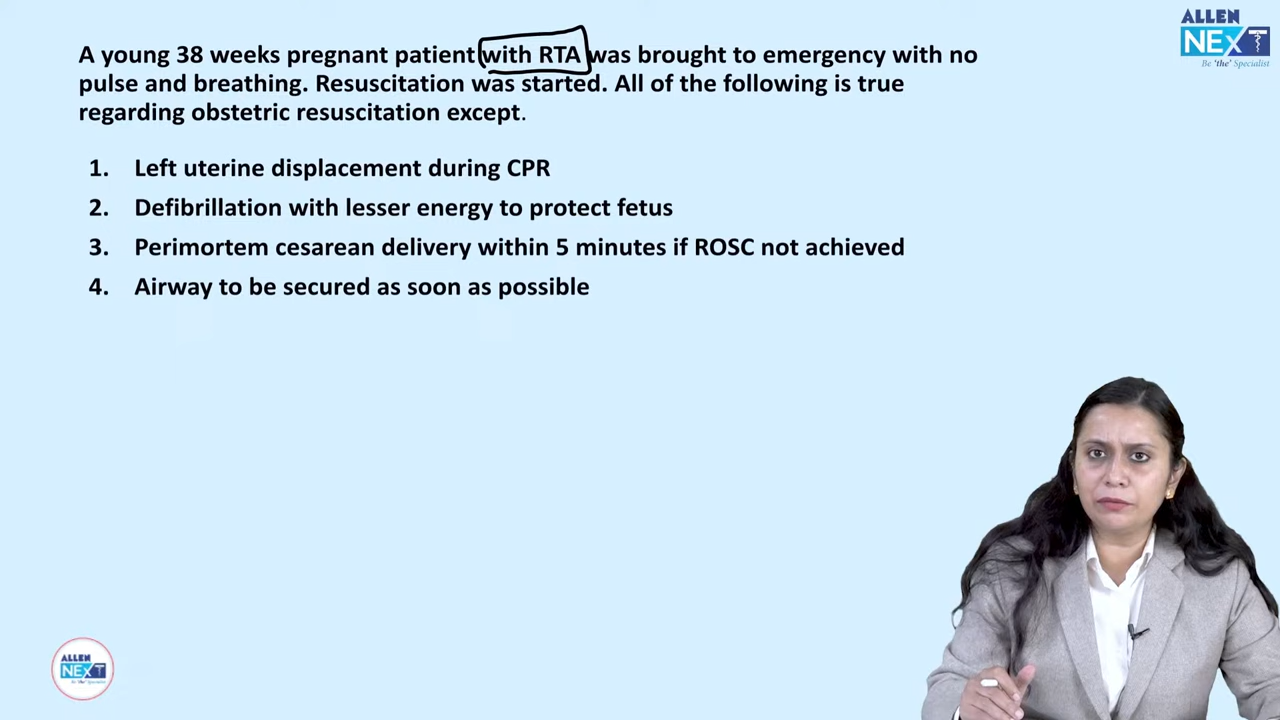 ALLEN
NEXT
Be 'the' Specialist
A young 38 weeks pregnant patient with RTA was brought to emergency with no
pulse and breathing. Resuscitation was started. All of the following is true
regarding obstetric resuscitation except.
1. Left uterine displacement during CPR
2. Defibrillation with lesser energy to protect fetus
3. Perimortem cesarean delivery within 5 minutes if ROSC not achieved
4. Airway to be secured as soon as possible
ALLEN
NEXT
Be 'the' Specialist